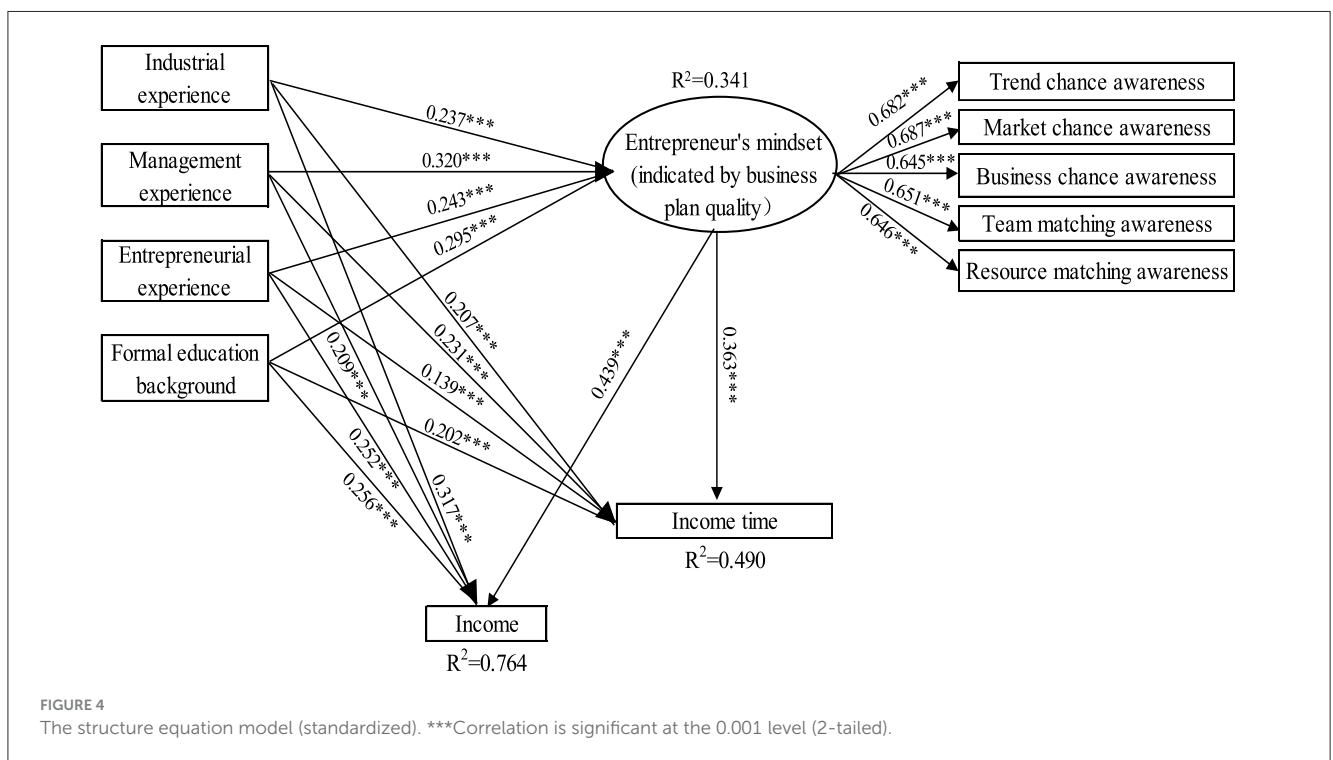 Industrial
experience
Management
experience
Entrepreneurial
experience
Formal education
background
0.237***
0.320***
0.243***
0.295***
0.207***
0.231***
0.139***
0.202***
0.209***
0.252***
0.256***
0.317***
R²=0.341
Entrepreneur's mindset
(indicated by business
plan quality）
0.439***
0.363***
0.682***
0.687***
0.645***
0.651***
0.646***
Trend chance awareness
Market chance awareness
Business chance awareness
Team matching awareness
Resource matching awareness
Income time
R²=0.490
Income
R²=0.764
FIGURE 4
The structure equation model (standardized). ***Correlation is significant at the 0.001 level (2-tailed).